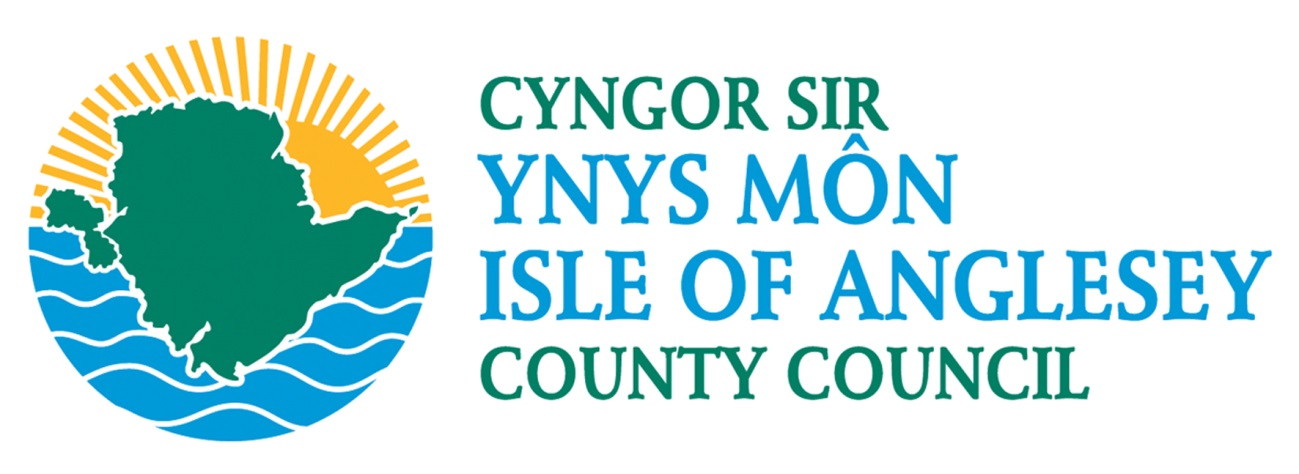 CYNGOR SIR
YNYS MÔN
ISLE OF ANGLESEY
COUNTY COUNCIL